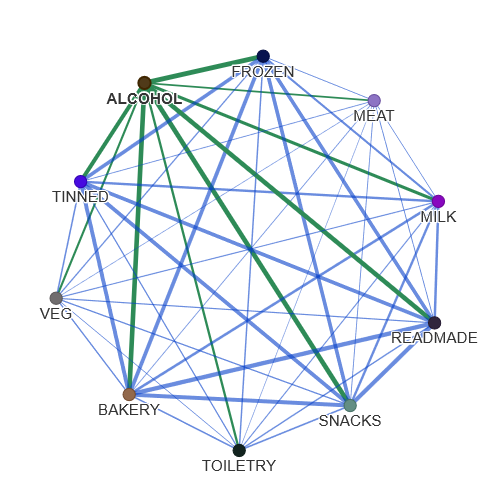 FROZEN
ALCOHOL
MEAT
TINNED
MILK
VEG
READMADE
BAKERY
SNACKS
TOILETRY